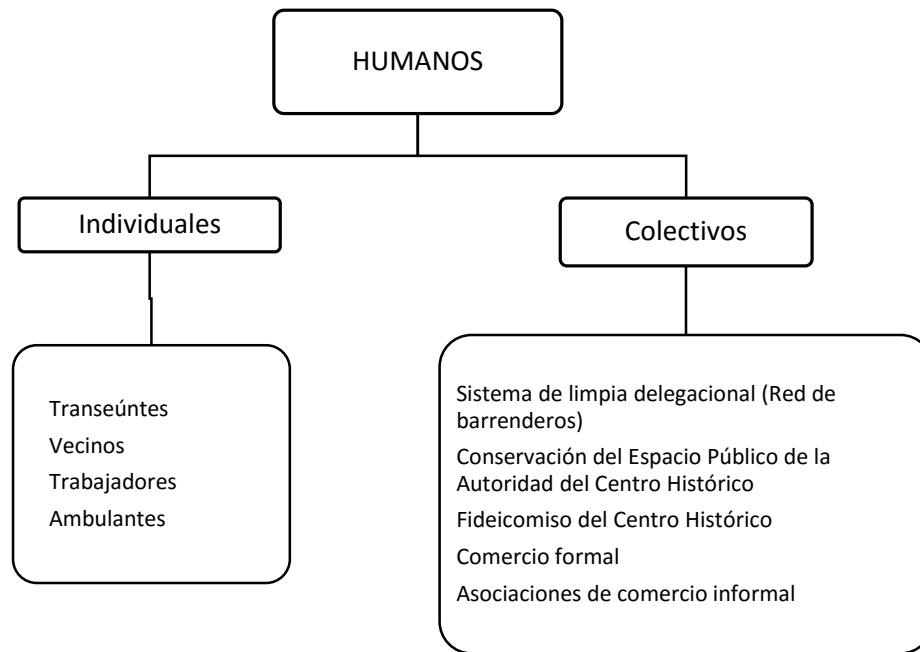 HUMANOS
Individuales
Colectivos
Transeúntes
Vecinos
Trabajadores
Ambulantes
Sistema de limpia delegacional (Red de
barrenderos)
Conservación del Espacio Público de la
Autoridad del Centro Histórico
Fideicomiso del Centro Histórico
Comercio formal
Asociaciones de comercio informal